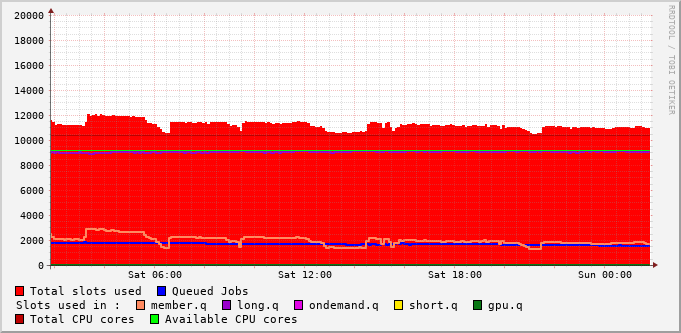 RRDTOOL / TOBI OETIKER
20000
18000
16000
14000
12000
10000
8000
6000
4000
2000
0
Sat 06:00 Sat 12:00 Sat 18:00 Sun 00:00
Total slots used Queued Jobs
Slots used in : member.q long.q ondemand.q short.q gpu.q
Total CPU cores Available CPU cores